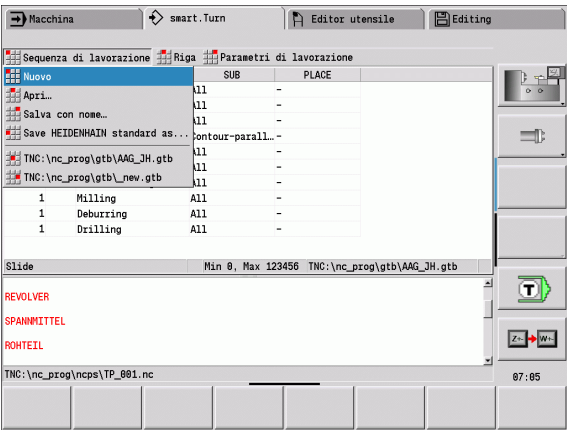 Macchina smart.Turn Editor utensile Editing
Sequenza di lavorazione Riga Parametri di lavorazione
Nuovo SUB PLACE
All -
Apri…
All -
Salva con nome…
All -
Save HEIDENHAIN standard as... Contour-parall… -
All -
TNC:\nc_prog\gtb\AAG_JH.gtb
All -
TNC:\nc_prog\gtb\_new.gtb
All -
1 Milling All -
1 Deburring All -
1 Drilling All -
Slide Min 0, Max 123456 TNC:\nc_prog\gtb\AAG_JH.gtb
REVOLVER
SPANNMITTEL
ROHTEIL
TNC:\nc_prog\ncps\TP_001.nc
T
Z W
07:05